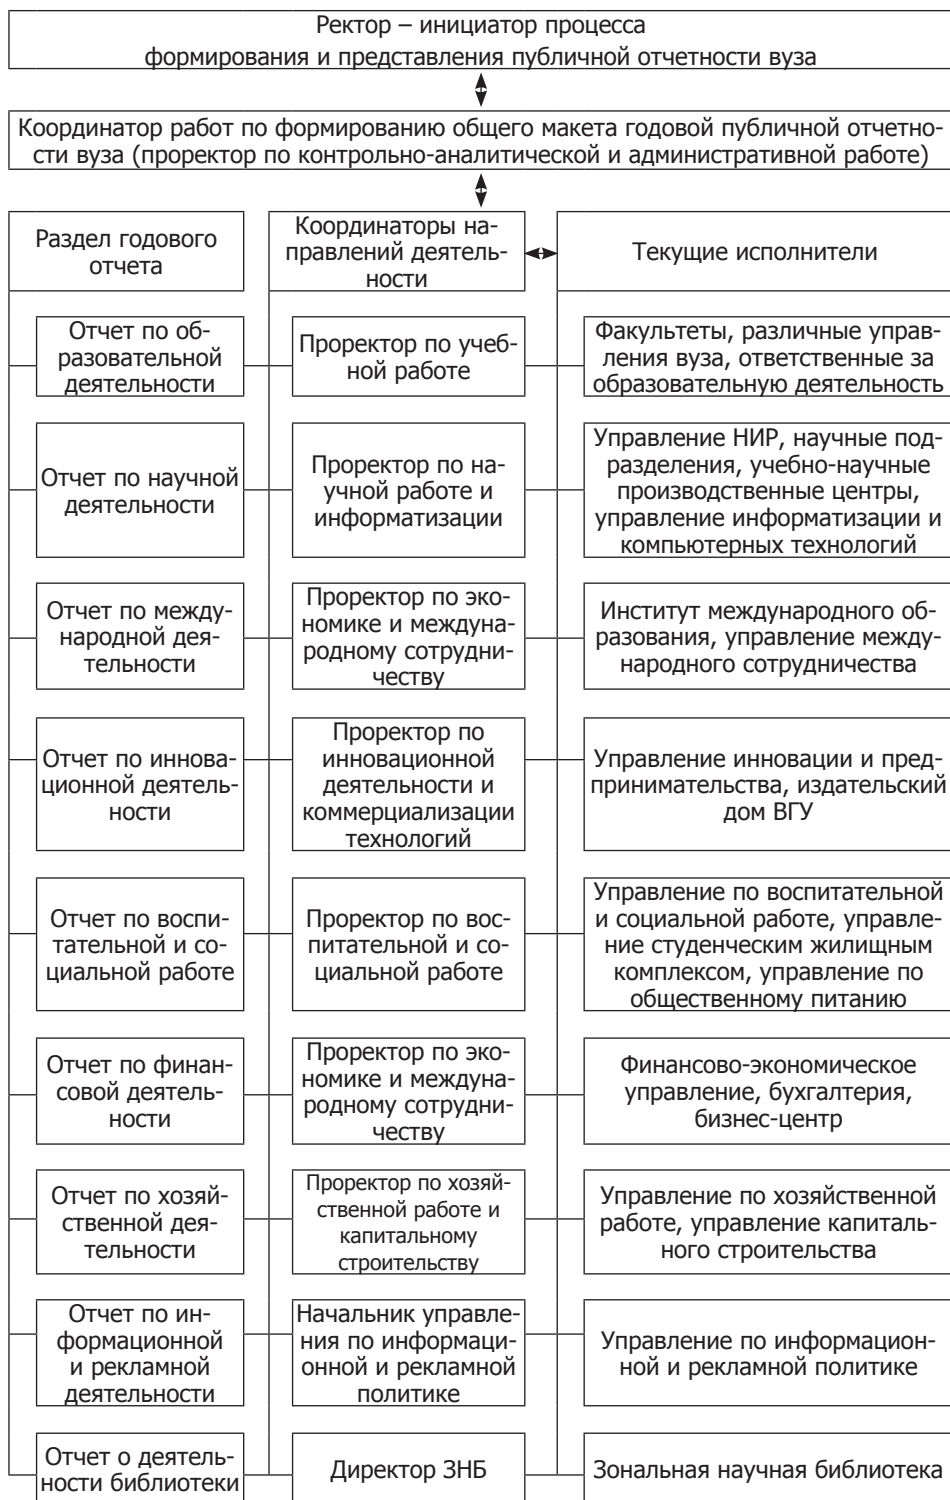 Ректор – инициатор процесса
формирования и представления публичной отчетности вуза
Координатор работ по формированию общего макета годовой публичной отчетно-
сти вуза (проректор по контрольно-аналитической и административной работе)
Раздел годового
отчета
Координаторы на-
правлений деятель-
ности
Текущие исполнители
Отчет по об-
разовательной
деятельности
Проректор по учеб-
ной работе
Факультеты, различные управ-
ления вуза, ответственные за
образовательную деятельность
Отчет по научной
деятельности
Проректор по на-
учной работе и
информатизации
Управление НИР, научные под-
разделения, учебно-научные
производственные центры,
управление информатизации и
компьютерных технологий
Отчет по между-
народной дея-
тельности
Проректор по эко-
номике и междуна-
родному сотрудни-
честву
Институт международного об-
разования, управление между-
народного сотрудничества
Отчет по иннова-
ционной деятель-
ности
Проректор по
инновационной
деятельности и
коммерциализации
технологий
Управление инновации и пред-
принимательства, издательский
дом ВГУ
Отчет по воспи-
тательной и со-
циальной работе
Проректор по вос-
питательной и со-
циальной работе
Управление по воспитательной
и социальной работе, управле-
ние студенческим жилищным
комплексом, управление по
общественному питанию
Отчет по финан-
совой деятель-
ности
Проректор по эко-
номике и междуна-
родному сотрудни-
честву
Финансово-экономическое
управление, бухгалтерия,
бизнес-центр
Отчет по хозяй-
ственной дея-
тельности
Проректор по хозяй-
ственной работе и
капитальному
строительству
Управление по хозяйственной
работе, управление капиталь-
ного строительства
Отчет по ин-
формационной
и рекламной
деятельности
Начальник управле-
ния по информаци-
онной и рекламной
политике
Управление по информацион-
ной и рекламной политике
Отчет о деятель-
ности библиотеки
Директор ЗНБ
Зональная научная библиотека